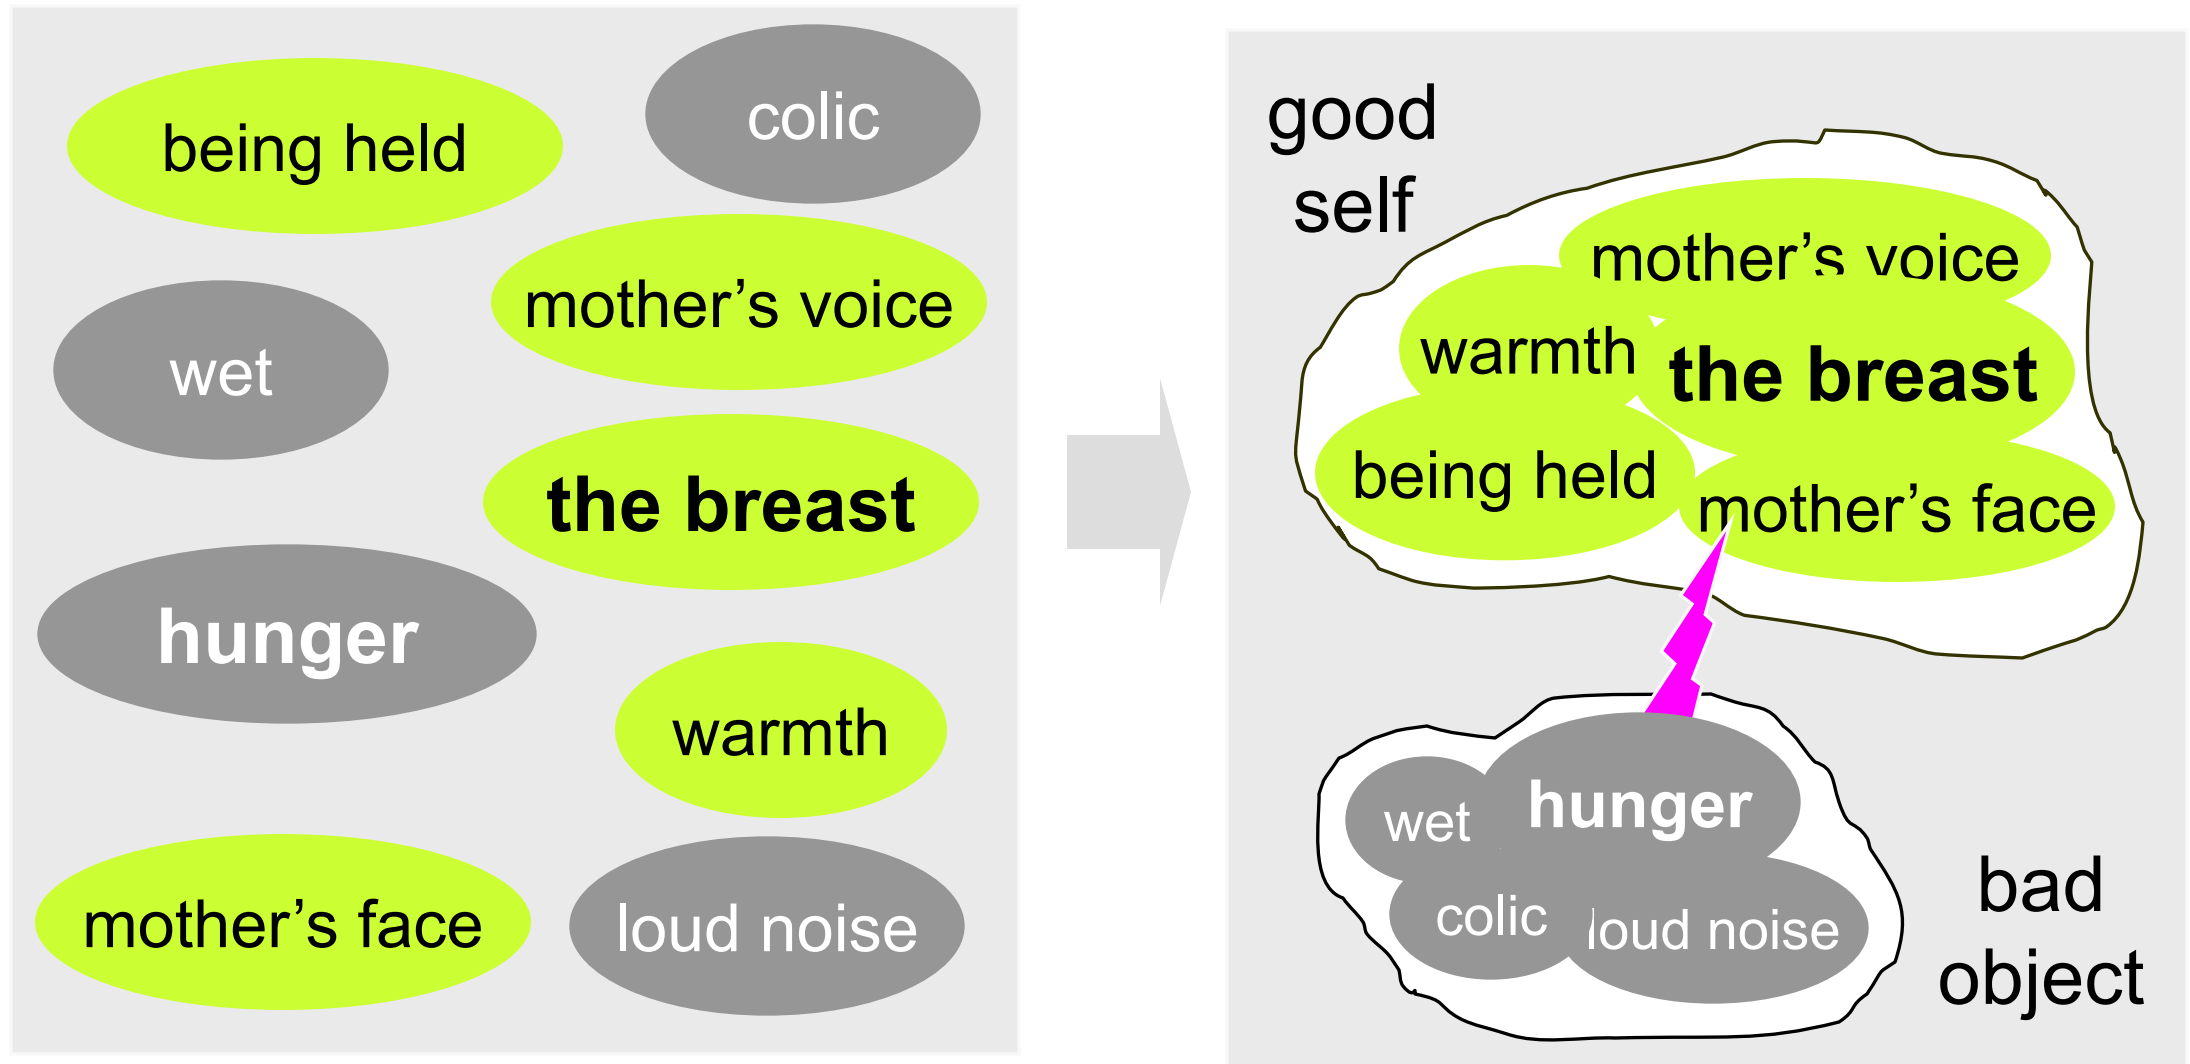 being held
colic
mother’s voice
wet
the breast
hunger
warmth
mother’s face
loud noise
good
self
mother’s voice
warmth
the breast
being held
mother’s face
hunger
wet
colic
loud noise
bad
object